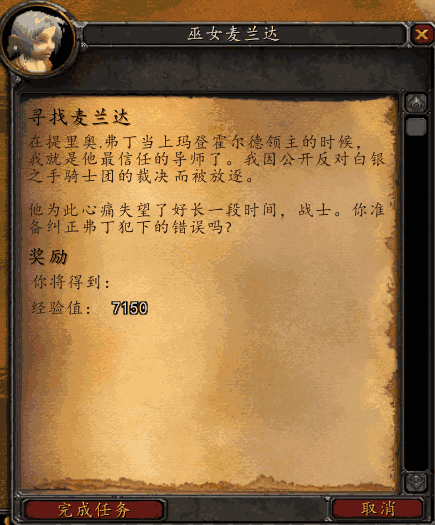 巫女麦兰达
寻找麦兰达
在提里奥.弗丁当上玛登霍尔德领主的时候，
我就是他最信任的导师了。我因公开反对白银
之手骑士团的裁决而被放逐。
他为此心痛失望了好长一段时间，战士。你准
备纠正弗丁犯下的错误吗?
奖励
你将得到：
经验值： 7150
完成任务
取消